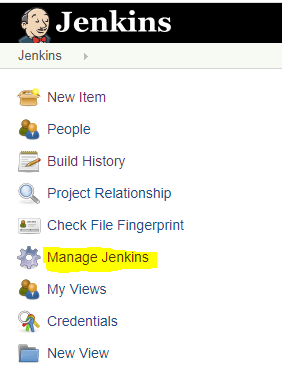 Jenkins
Jenkins
New Item
People
Build History
Project Relationship
Check File Fingerprint
Manage Jenkins
My Views
Credentials
New View